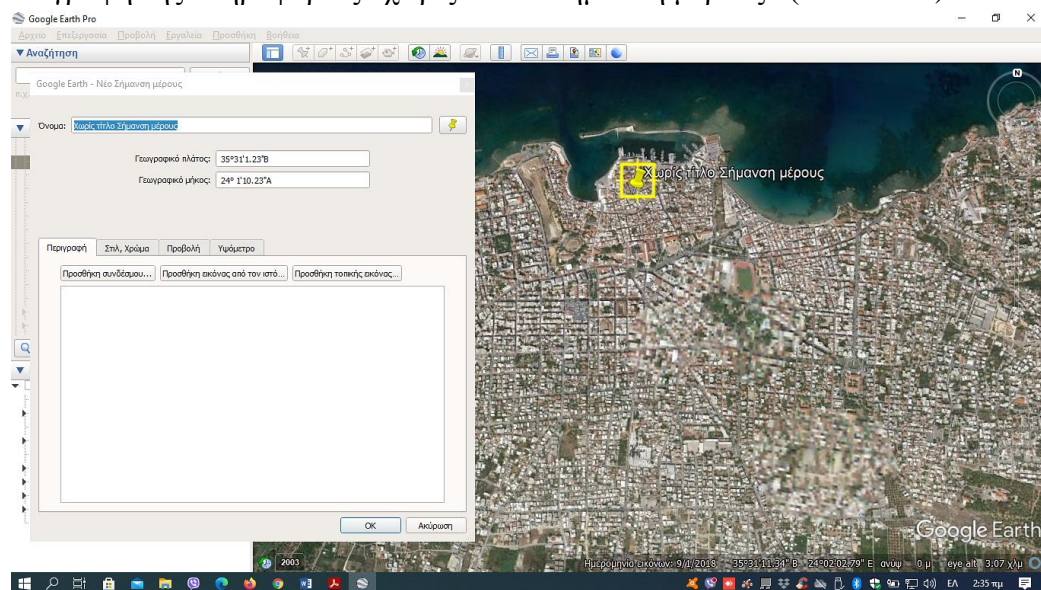 Google Earth Pro
Αρχείο Επεξεργασία Προβολή Εργαλεία Προσθήκη Βοήθεια
▼ Αναζήτηση
Google Earth - Νέο Σήμανση μέρους
Όνομα: Χωρίς τίτλο Σήμανση μέρους
Γεωγραφικό πλάτος: 35°31'1.23"Β
Γεωγραφικό μήκος: 24° 1'10.23"Α
Περιγραφή Στιλ, Χρώμα Προβολή Υψόμετρο
Προσθήκη συνδέσμου... Προσθήκη εικόνας από τον ιστό... Προσθήκη τοπικής εικόνας...
OK Ακύρωση
N
Χωρίς τίτλο Σήμανση μέρους
Google Earth
2003
Ημερομηνία εικόνων: 9/1/2018 35°31'11.34" Β 24°02'02.79" Ε ανύψ 0 μ eye alt 3.07 χλμ
ΕΛ 2:35 πμ